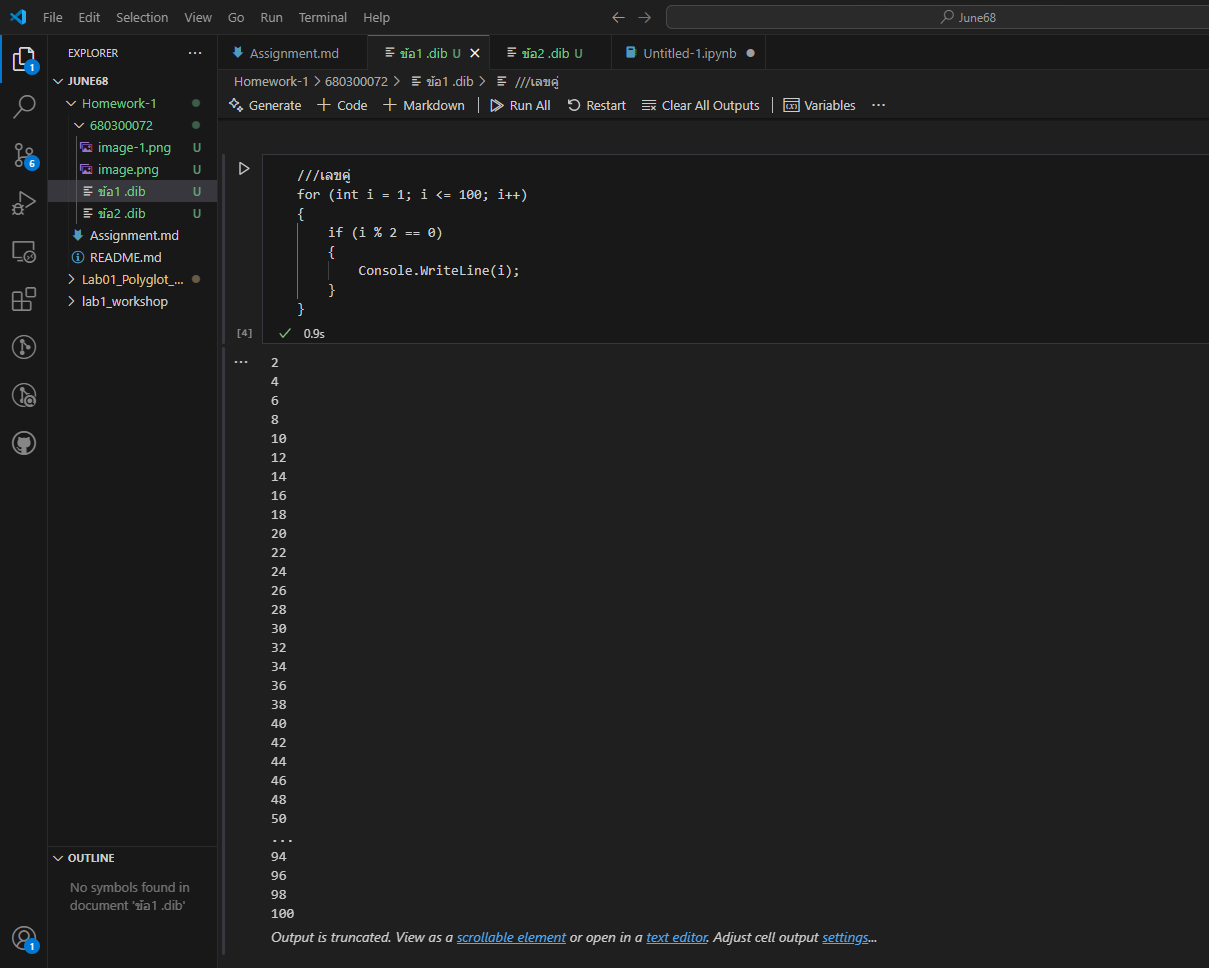 File Edit Selection View Go Run Terminal Help
June68
EXPLORER
JUNE68
Homework-1
680300072
image-1.png U
image.png U
ข้อ1 .dib U
ข้อ2 .dib U
Assignment.md
README.md
Lab01_Polyglot_...
lab1_workshop
OUTLINE
No symbols found in
document 'ข้อ1 .dib'
1
6
1
Assignment.md ข้อ1 .dib U ข้อ2 .dib U Untitled-1.ipynb
Homework-1 > 680300072 > ข้อ1 .dib > ///เลขคู่
Generate + Code + Markdown Run All Restart Clear All Outputs Variables ...
///เลขคู่
for (int i = 1; i <= 100; i++)
{
if (i % 2 == 0)
{
Console.WriteLine(i);
}
}
[4] 0.9s
2
4
6
8
10
12
14
16
18
20
22
24
26
28
30
32
34
36
38
40
42
44
46
48
50
...
94
96
98
100
Output is truncated. View as a scrollable element or open in a text editor. Adjust cell output settings...